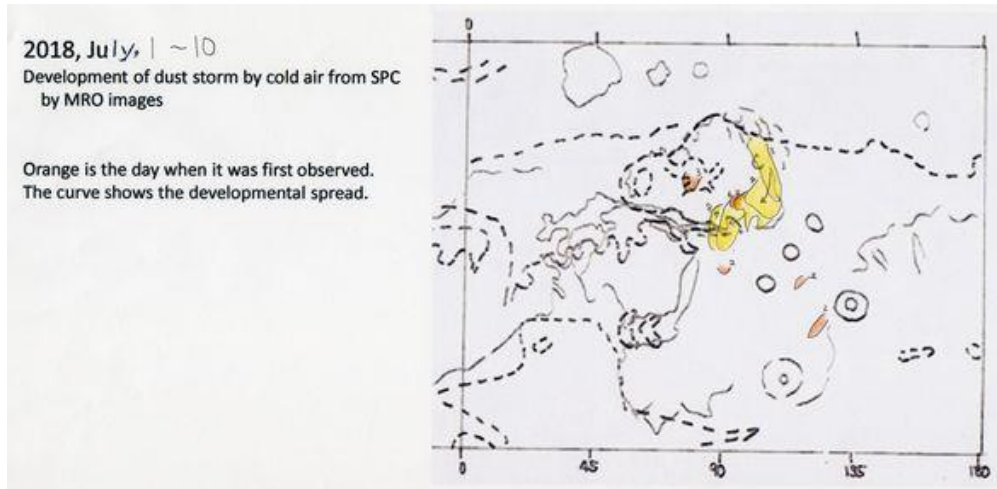 2018, July, 1 ~ 10
Development of dust storm by cold air from SPC
by MRO images
Orange is the day when it was first observed.
The curve shows the developmental spread.
0
0 45 90 135 180